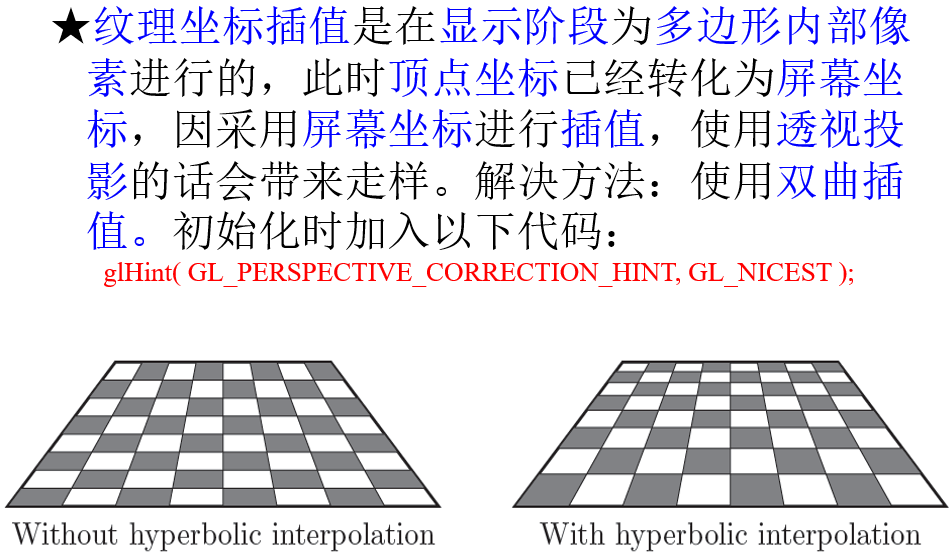 ★纹理坐标插值是在显示阶段为多边形内部像
素进行的，此时顶点坐标已经转化为屏幕坐
标，因采用屏幕坐标进行插值，使用透视投
影的话会带来走样。解决方法：使用双曲插
值。初始化时加入以下代码：
glHint( GL_PERSPECTIVE_CORRECTION_HINT, GL_NICEST );
Without hyperbolic interpolation
With hyperbolic interpolation